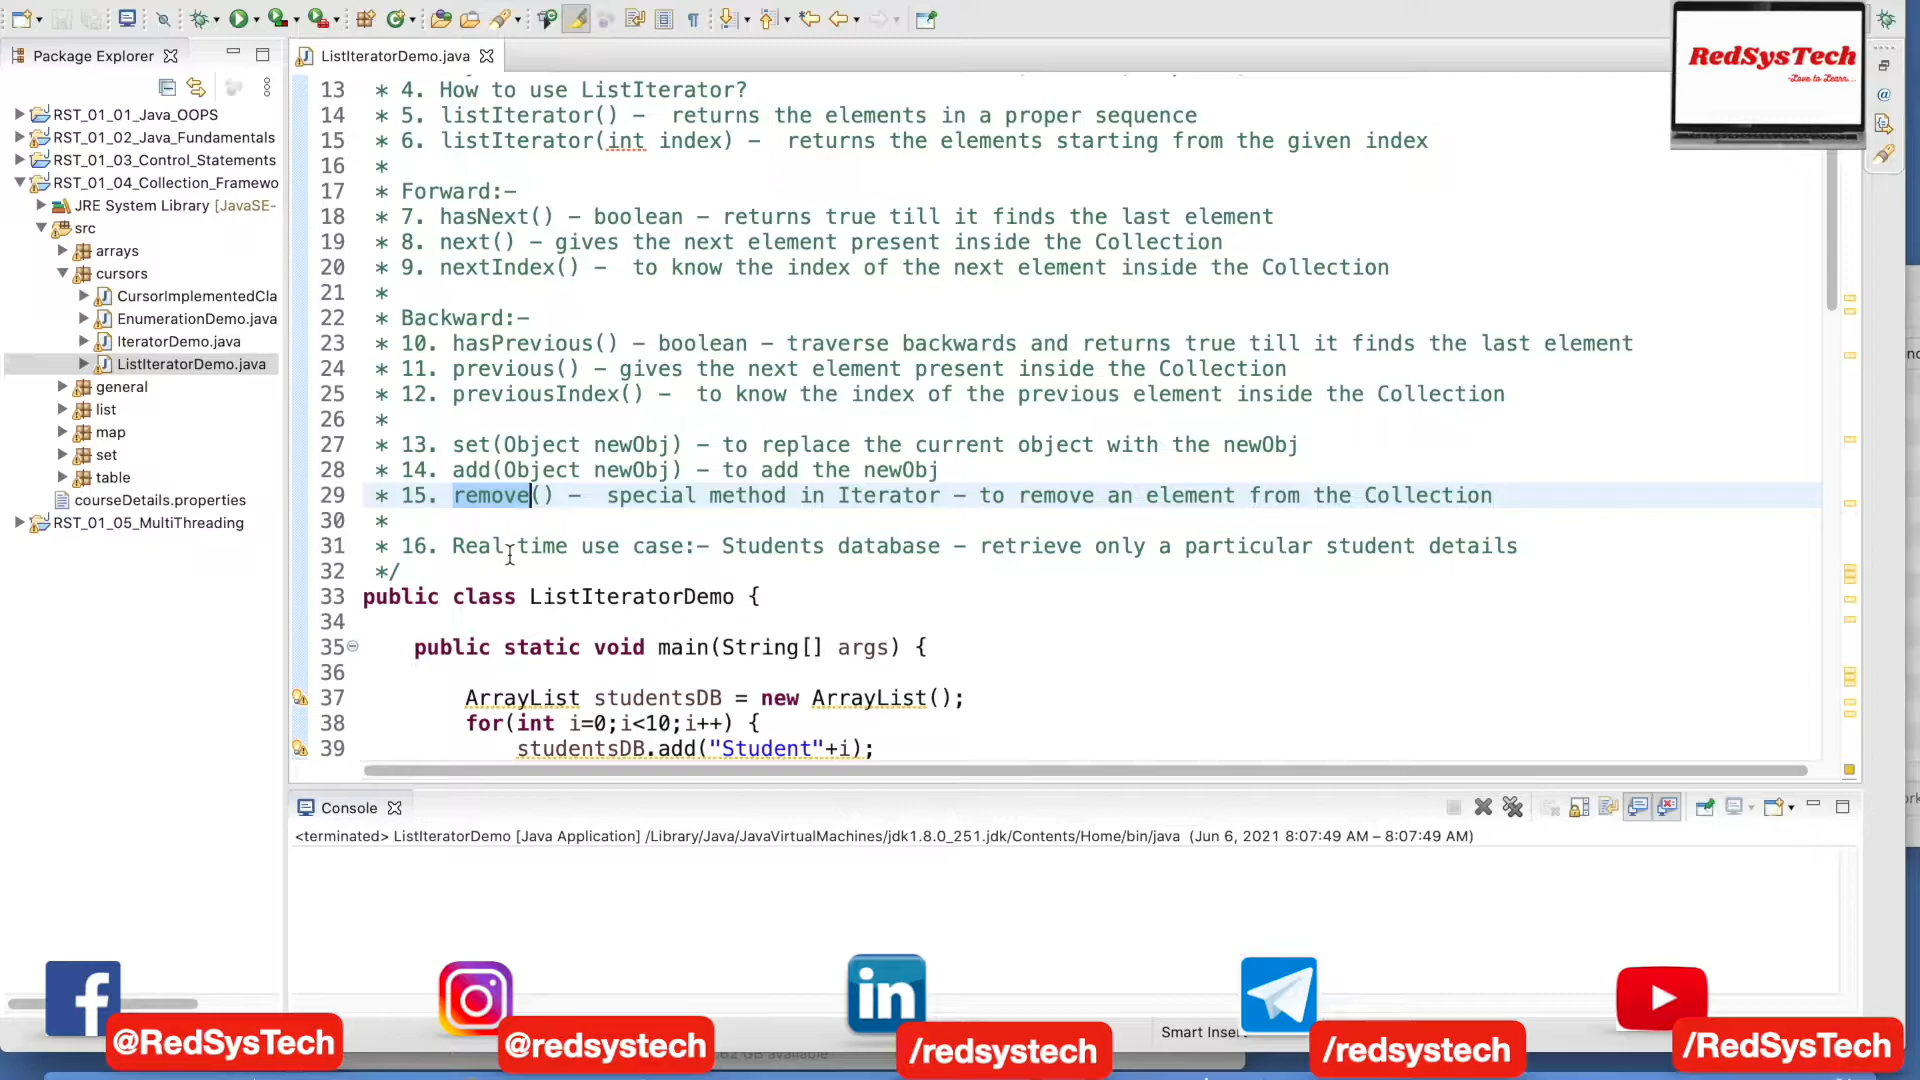 Package Explorer
RST_01_01_Java_OOPS
RST_01_02_Java_Fundamentals
RST_01_03_Control_Statements
RST_01_04_Collection_Framewo
JRE System Library [JavaSE-
src
arrays
cursors
CursorImplementedCla
EnumerationDemo.java
IteratorDemo.java
ListIteratorDemo.java
general
list
map
set
table
courseDetails.properties
RST_01_05_MultiThreading
ListIteratorDemo.java
RedSysTech
-Love to Learn...
13 * 4. How to use ListIterator?
14 * 5. listIterator() - returns the elements in a proper sequence
15 * 6. listIterator(int index) - returns the elements starting from the given index
16 *
17 * Forward:-
18 * 7. hasNext() - boolean - returns true till it finds the last element
19 * 8. next() - gives the next element present inside the Collection
20 * 9. nextIndex() - to know the index of the next element inside the Collection
21 *
22 * Backward:-
23 * 10. hasPrevious() - boolean - traverse backwards and returns true till it finds the last element
24 * 11. previous() - gives the next element present inside the Collection
25 * 12. previousIndex() - to know the index of the previous element inside the Collection
26 *
27 * 13. set(Object newObj) - to replace the current object with the newObj
28 * 14. add(Object newObj) - to add the newObj
29 * 15. remove() - special method in Iterator - to remove an element from the Collection
30 *
31 * 16. Real time use case:- Students database - retrieve only a particular student details
32 */
33 public class ListIteratorDemo {
34
35 public static void main(String[] args) {
36
37 ArrayList studentsDB = new ArrayList();
38 for(int i=0;i<10;i++) {
39 studentsDB.add("Student"+i);
Console
<terminated> ListIteratorDemo [Java Application] /Library/Java/JavaVirtualMachines/jdk1.8.0_251.jdk/Contents/Home/bin/java (Jun 6, 2021 8:07:49 AM – 8:07:49 AM)
Smart Inser
GB available
@RedSysTech
@redsystech
/redsystech
/redsystech
/RedSysTech